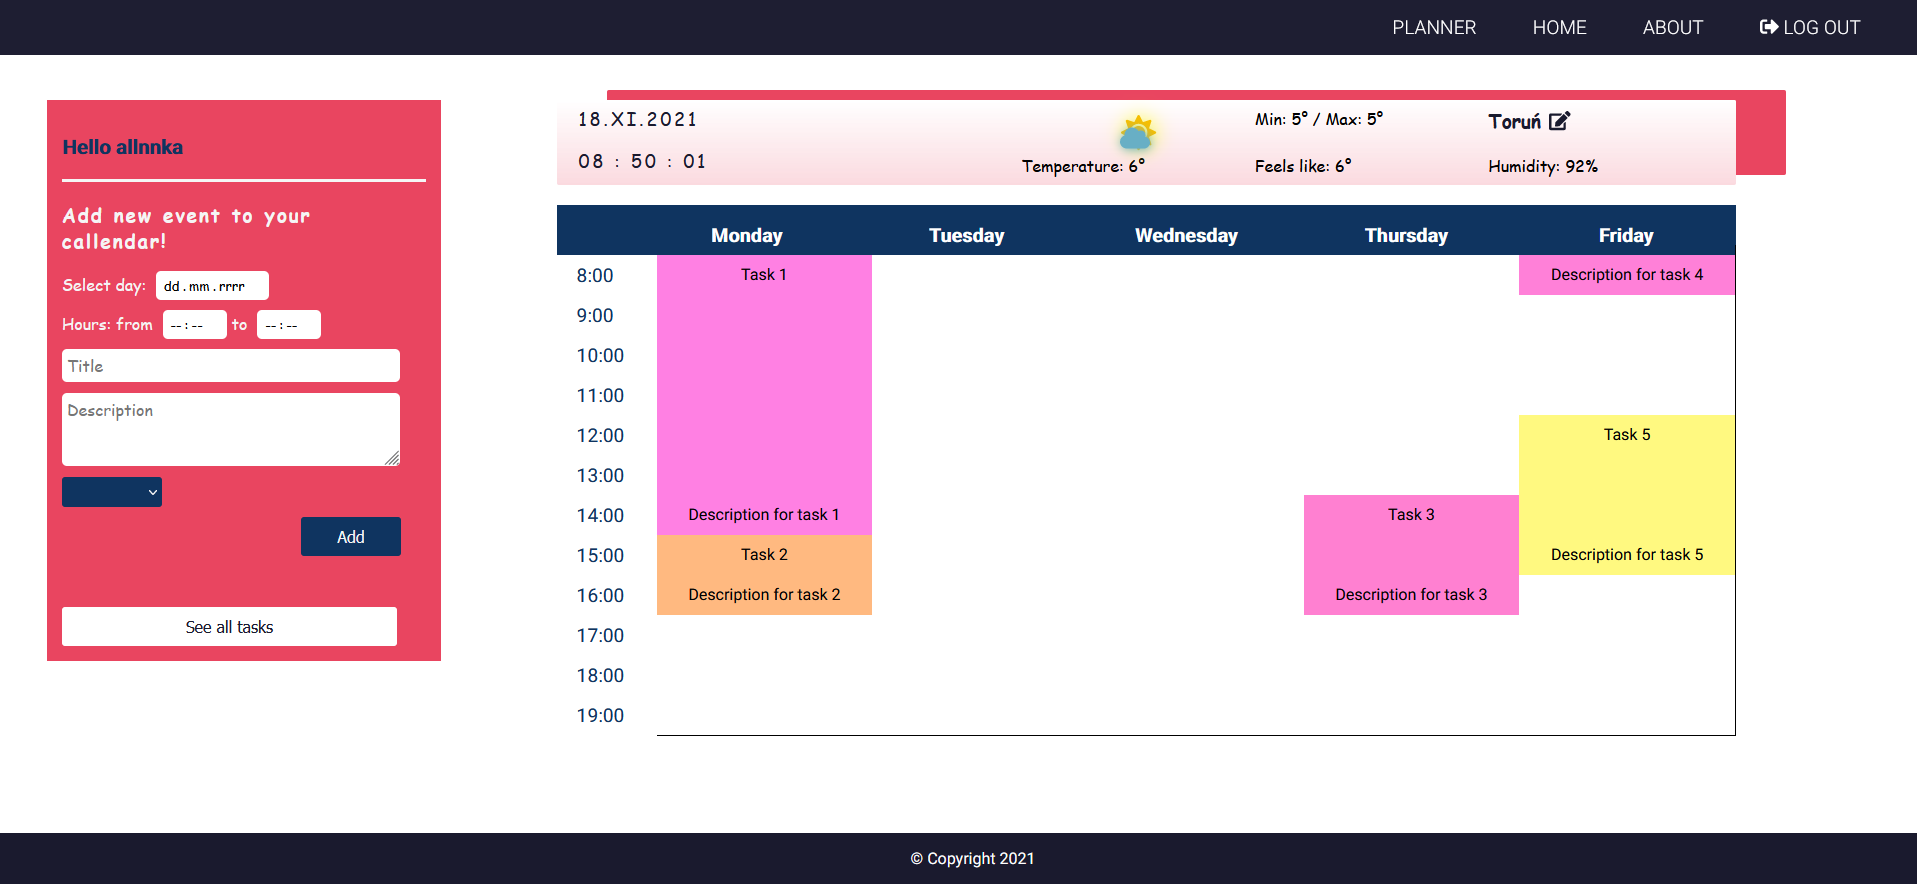 PLANNER HOME ABOUT LOG OUT
Hello allnnka
Add new event to your
callendar!
Select day: dd.mm.rrrr
Hours: from --:-- to --:--
Title
Description
Add
See all tasks
18.XI.2021
08 : 50 : 01
Temperature: 6°
Min: 5° / Max: 5°
Feels like: 6°
Toruń
Humidity: 92%
Monday Tuesday Wednesday Thursday Friday
8:00 Task 1 Description for task 4
9:00
10:00
11:00
12:00 Task 5
13:00
14:00 Description for task 1 Task 3
15:00 Task 2 Description for task 5
16:00 Description for task 2 Description for task 3
17:00
18:00
19:00
© Copyright 2021